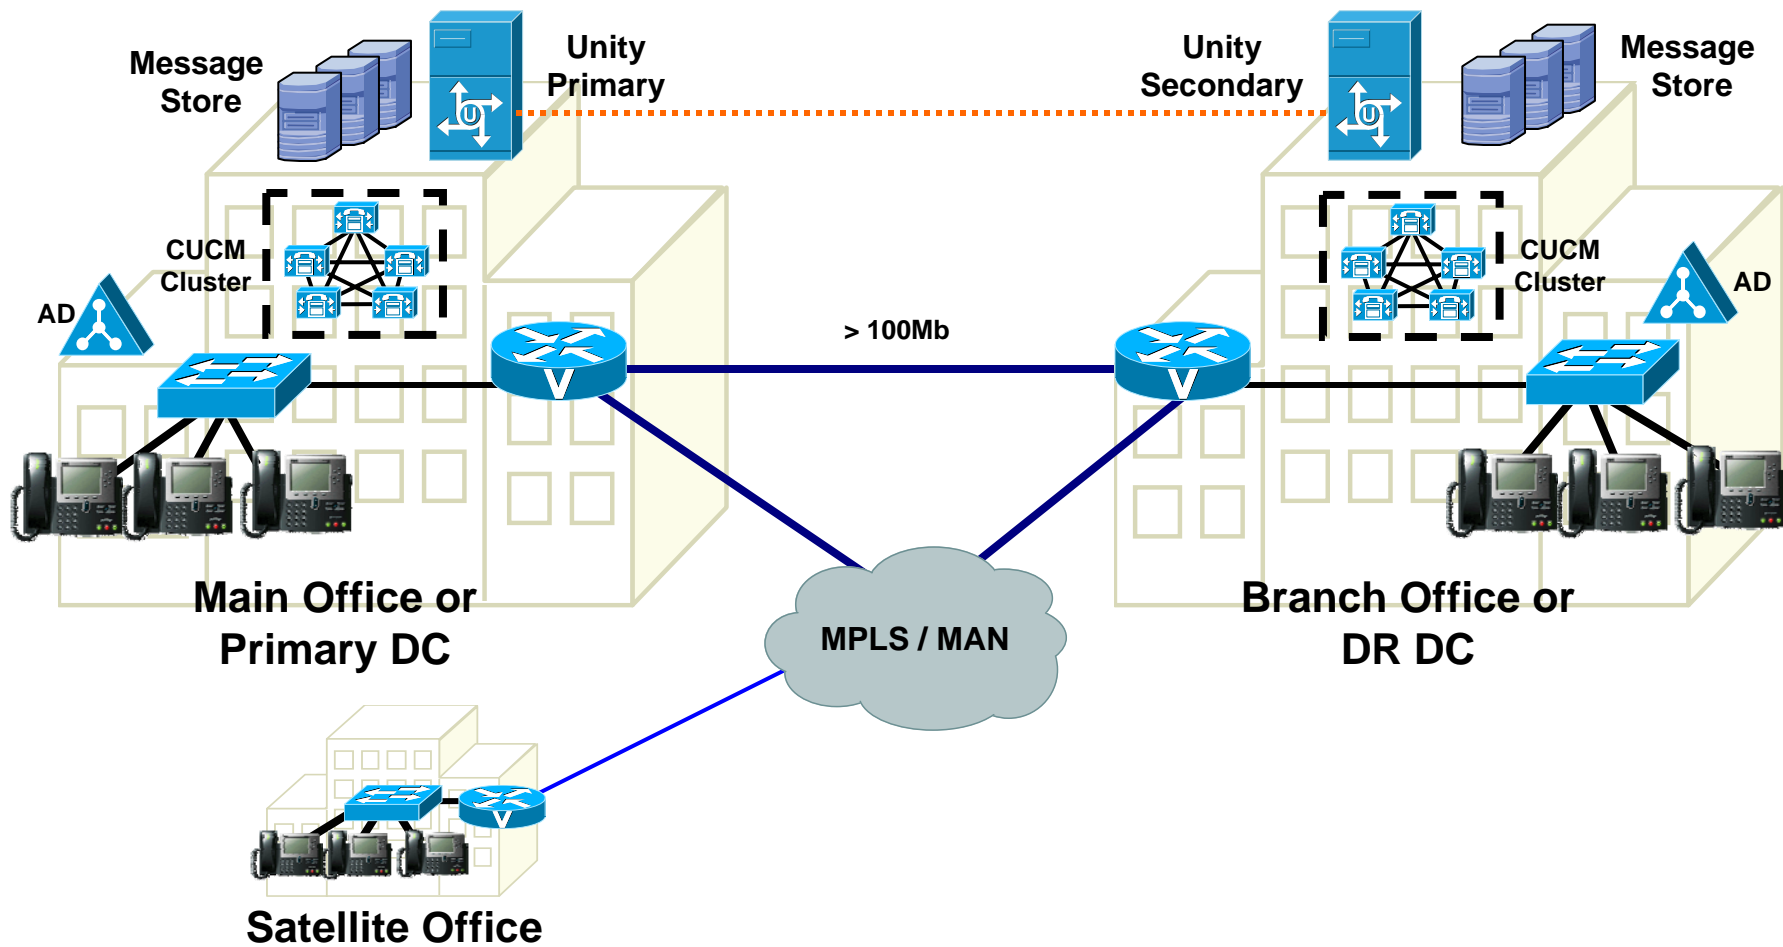 Message
Store
Unity
Primary
Unity
Secondary
Message
Store
U
U
CUCM
Cluster
CUCM
Cluster
AD
AD
> 100Mb
V
V
Main Office or
Primary DC
Branch Office or
DR DC
MPLS / MAN
V
Satellite Office